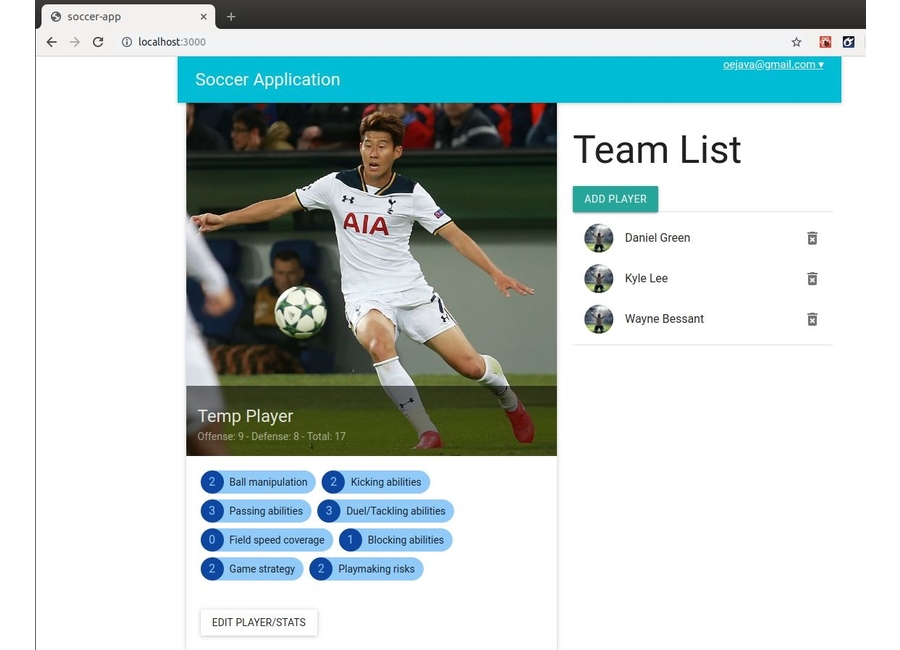 soccer-app
localhost:3000
oejava@gmail.com ▾
Soccer Application
AIA
7
Temp Player
Offense: 9 - Defense: 8 - Total: 17
2 Ball manipulation 2 Kicking abilities
3 Passing abilities 3 Duel/Tackling abilities
0 Field speed coverage 1 Blocking abilities
2 Game strategy 2 Playmaking risks
EDIT PLAYER/STATS
Team List
ADD PLAYER
Daniel Green
Kyle Lee
Wayne Bessant